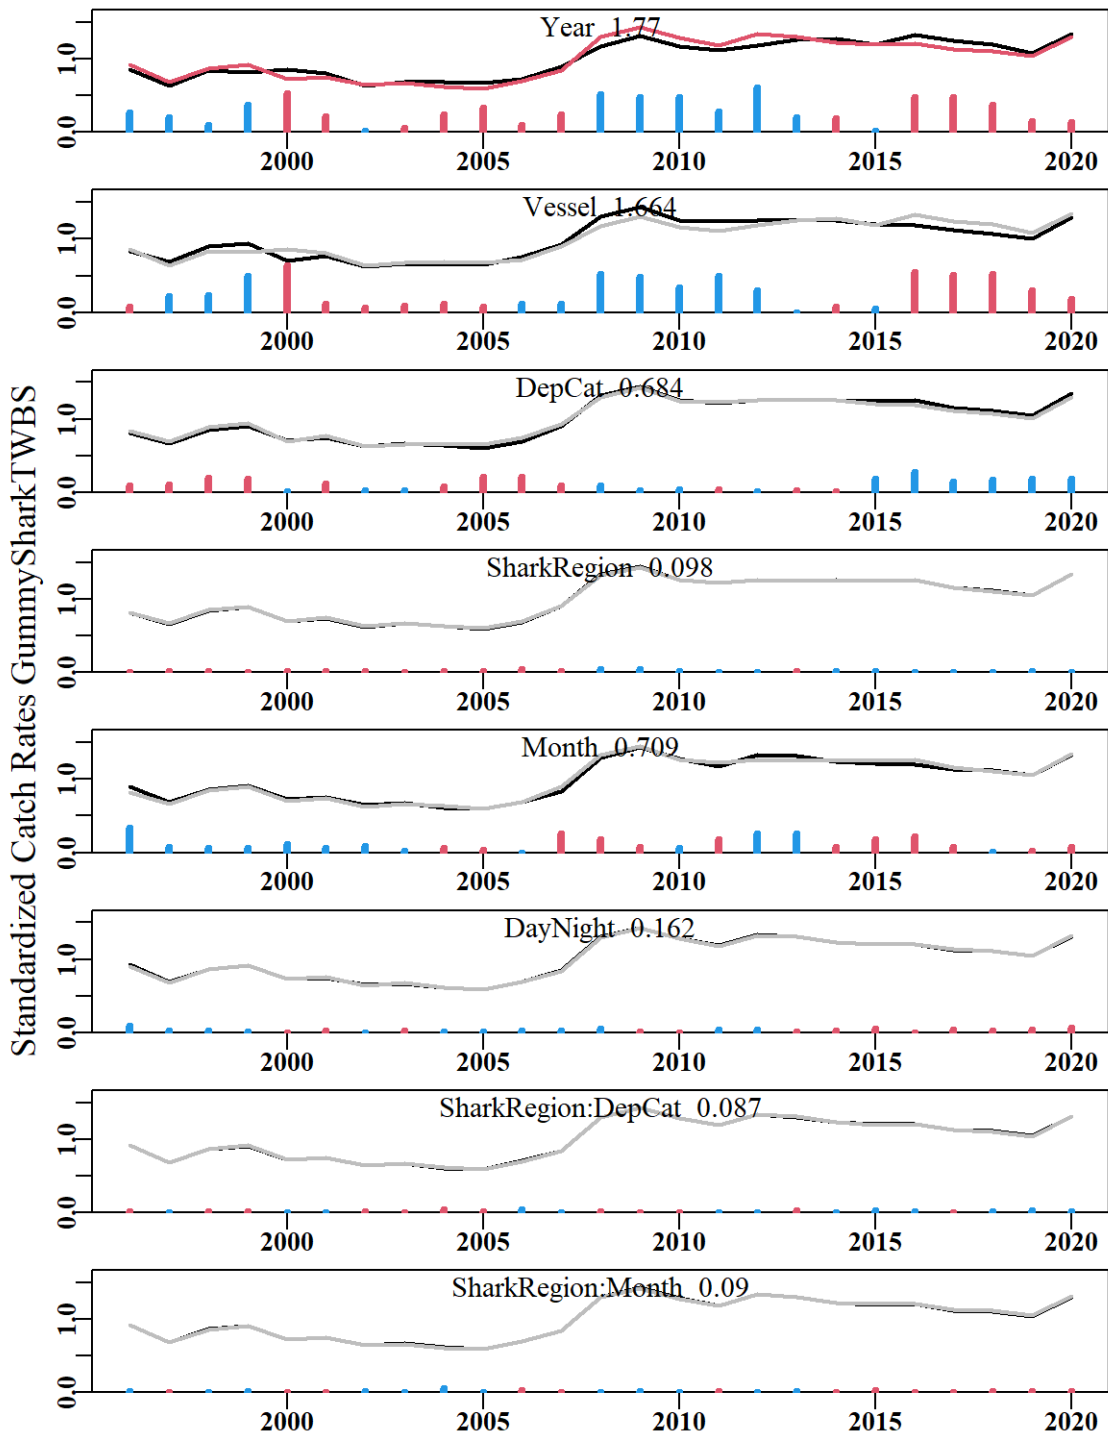 Standardized Catch Rates GummySharkTWBS
Year 1.77
0.0 1.0
2000 2005 2010 2015 2020
Vessel 1.664
0.0 1.0
2000 2005 2010 2015 2020
DepCat 0.684
0.0 1.0
2000 2005 2010 2015 2020
SharkRegion 0.098
0.0 1.0
2000 2005 2010 2015 2020
Month 0.709
0.0 1.0
2000 2005 2010 2015 2020
DayNight 0.162
0.0 1.0
2000 2005 2010 2015 2020
SharkRegion:DepCat 0.087
0.0 1.0
2000 2005 2010 2015 2020
SharkRegion:Month 0.09
0.0 1.0
2000 2005 2010 2015 2020